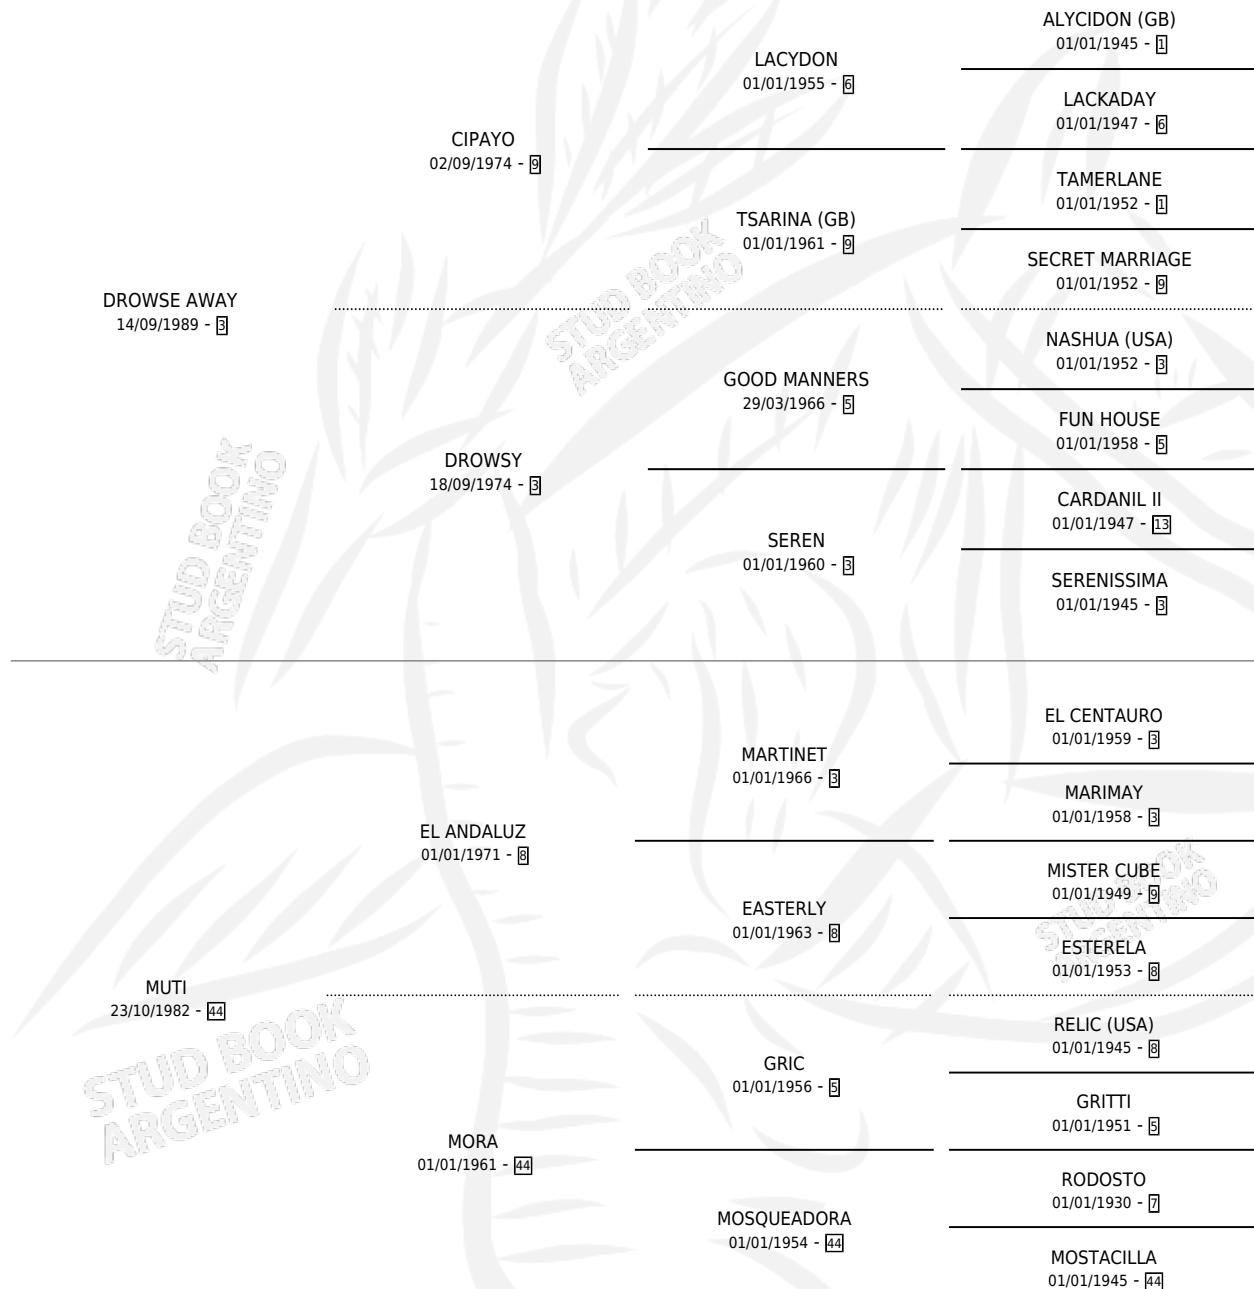 ALYCIDON (GB)
01/01/1945 - 1
LACYDON
01/01/1955 - 6
LACKADAY
01/01/1947 - 6
CIPAYO
02/09/1974 - 9
TAMERLANE
01/01/1952 - 1
TSARINA (GB)
01/01/1961 - 9
SECRET MARRIAGE
01/01/1952 - 9
DROWSE AWAY
14/09/1989 - 3
STUD BOOK
ARGENTINO
NASHUA (USA)
01/01/1952 - 3
GOOD MANNERS
29/03/1966 - 5
FUN HOUSE
01/01/1958 - 5
DROWSY
18/09/1974 - 3
CARDANIL II
01/01/1947 - 13
SEREN
01/01/1960 - 3
SERENISSIMA
01/01/1945 - 3
STUD BOOK
ARGENTINO
EL CENTAURO
01/01/1959 - 3
MARTINET
01/01/1966 - 3
MARIMAY
01/01/1958 - 3
EL ANDALUZ
01/01/1971 - 8
MISTER CUBE
01/01/1949 - 9
EASTERLY
01/01/1963 - 8
STUD BOOK
ARGENTINO
ESTERELA
01/01/1953 - 8
MUTI
23/10/1982 - 44
STUD BOOK
ARGENTINO
RELIC (USA)
01/01/1945 - 8
GRIC
01/01/1956 - 5
GRITTI
01/01/1951 - 5
MORA
01/01/1961 - 44
RODOSTO
01/01/1930 - 7
MOSQUEADORA
01/01/1954 - 44
MOSTACILLA
01/01/1945 - 44